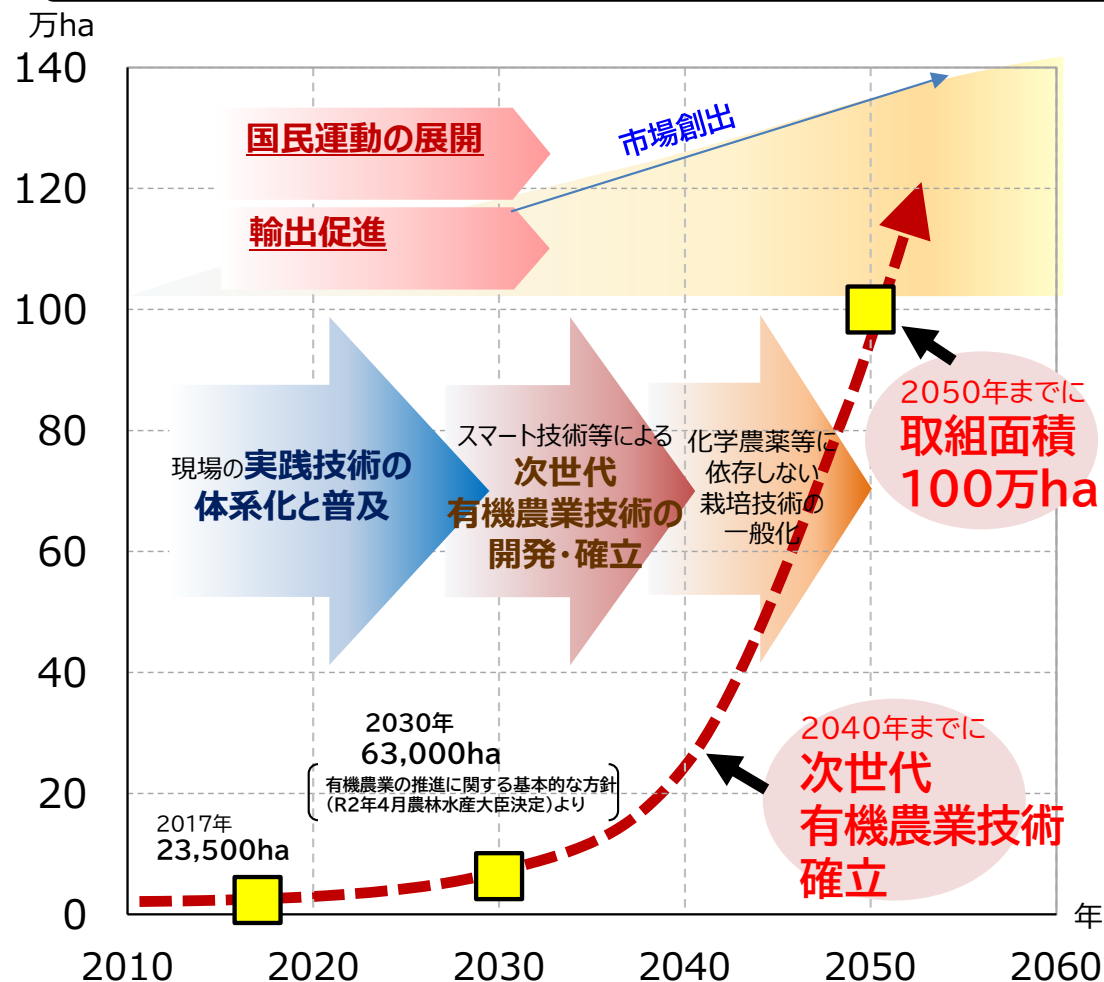 万ha
140
120
100
80
60
40
20
0
国民運動の展開
輸出促進
市場創出
現場の実践技術の
体系化と普及
スマート技術等による
次世代
有機農業技術の
開発・確立
化学農薬等に
依存しない
栽培技術の
一般化
2050年までに
取組面積
100万ha
2030年
63,000ha
有機農業の推進に関する基本的な方針
（R2年4月農林水産大臣決定）より
2017年
23,500ha
2040年までに
次世代
有機農業技術
確立
年
2010 2020 2030 2040 2050 2060